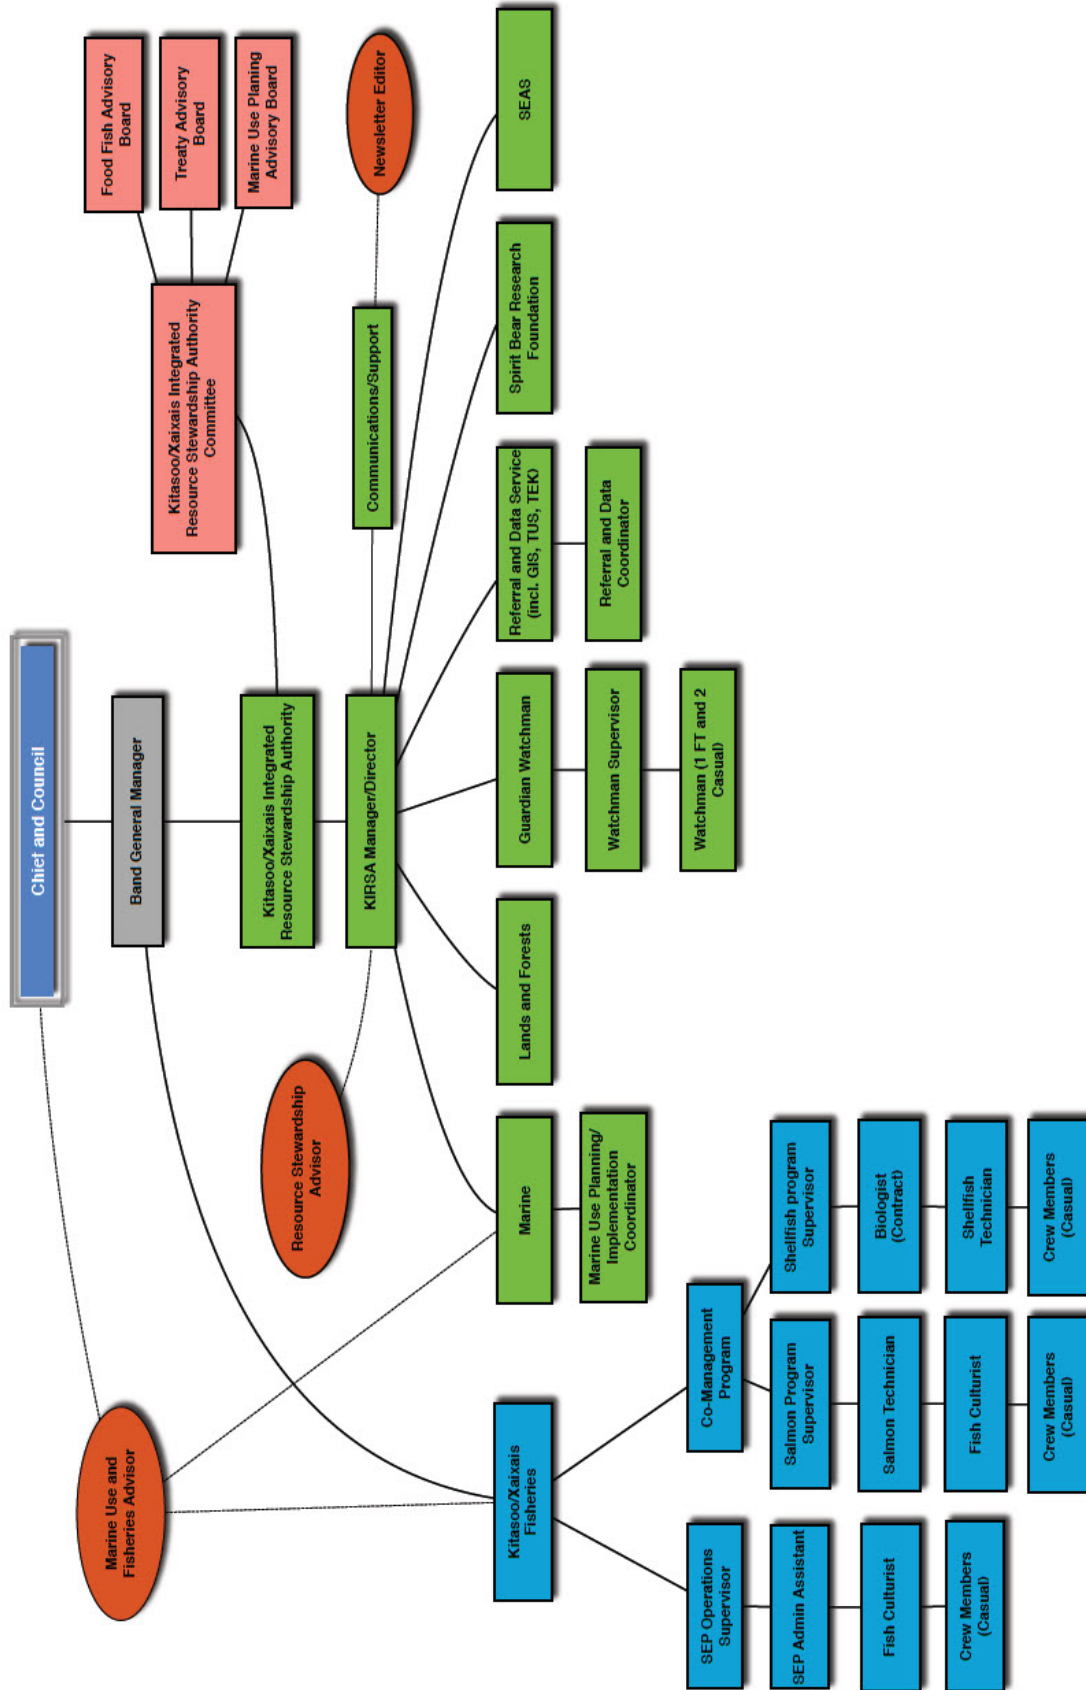 Chief and Council
Band General Manager
Kitasoo/Xaixais Integrated
Resource Stewardship Authority
KIRSA Manager/Director
Kitasoo/Xaixais Integrated
Resource Stewardship Authority
Committee
Food Fish Advisory
Board
Treaty Advisory
Board
Marine Use Planing
Advisory Board
Communications/Support
Newsletter Editor
Marine Use and
Fisheries Advisor
Resource Stewardship
Advisor
Kitasoo/Xaixais
Fisheries
Marine
Lands and Forests
Guardian Watchman
Referral and Data Service
(incl. GIS, TUS, TEK)
Spirit Bear Research
Foundation
SEAS
Marine Use Planning/
Implementation
Coordinator
Watchman Supervisor
Referral and Data
Coordinator
Watchman (1 FT and 2
Casual)
SEP Operations
Supervisor
SEP Admin Assistant
Fish Culturist
Crew Members
(Casual)
Co-Management
Program
Salmon Program
Supervisor
Salmon Technician
Fish Culturist
Crew Members
(Casual)
Shellfish program
Supervisor
Biologist
(Contract)
Shellfish
Technician
Crew Members
(Casual)